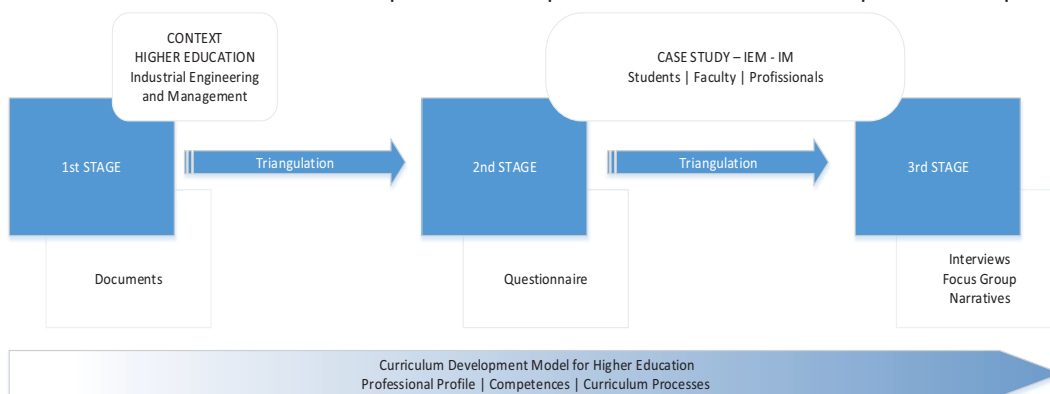 CONTEXT
HIGHER EDUCATION
Industrial Engineering
and Management
CASE STUDY – IEM - IM
Students | Faculty | Profissionals
1st STAGE
Triangulation
2nd STAGE
Triangulation
3rd STAGE
Documents
Questionnaire
Interviews
Focus Group
Narratives
Curriculum Development Model for Higher Education
Professional Profile | Competences | Curriculum Processes